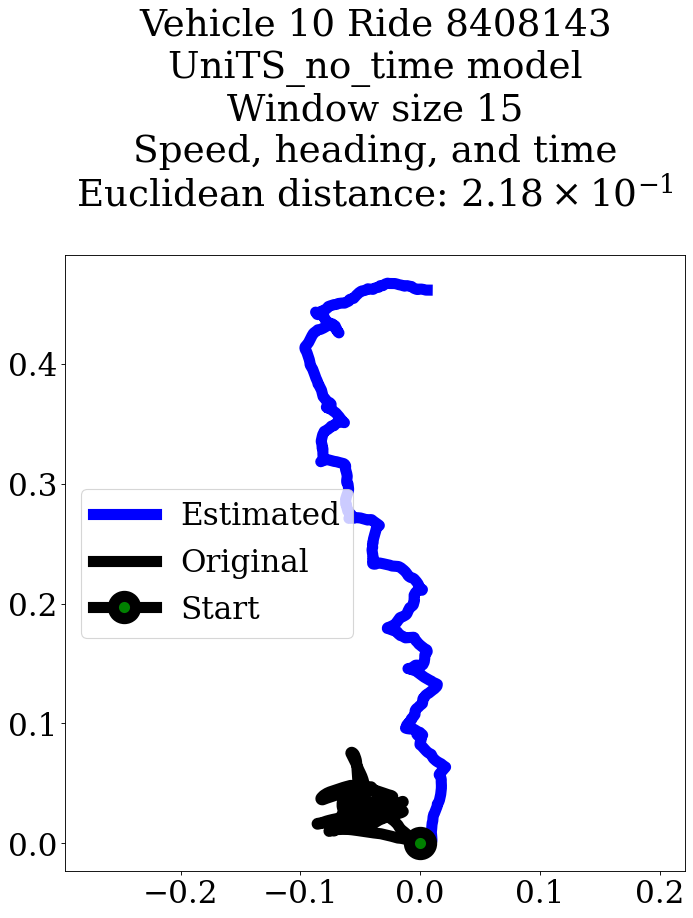 Vehicle 10 Ride 8408143
UniTS_no_time model
Window size 15
Speed, heading, and time
Euclidean distance: 2.18 × 10⁻¹
0.4
0.3
0.2
0.1
0.0
Estimated
Original
Start
−0.2
−0.1
0.0
0.1
0.2